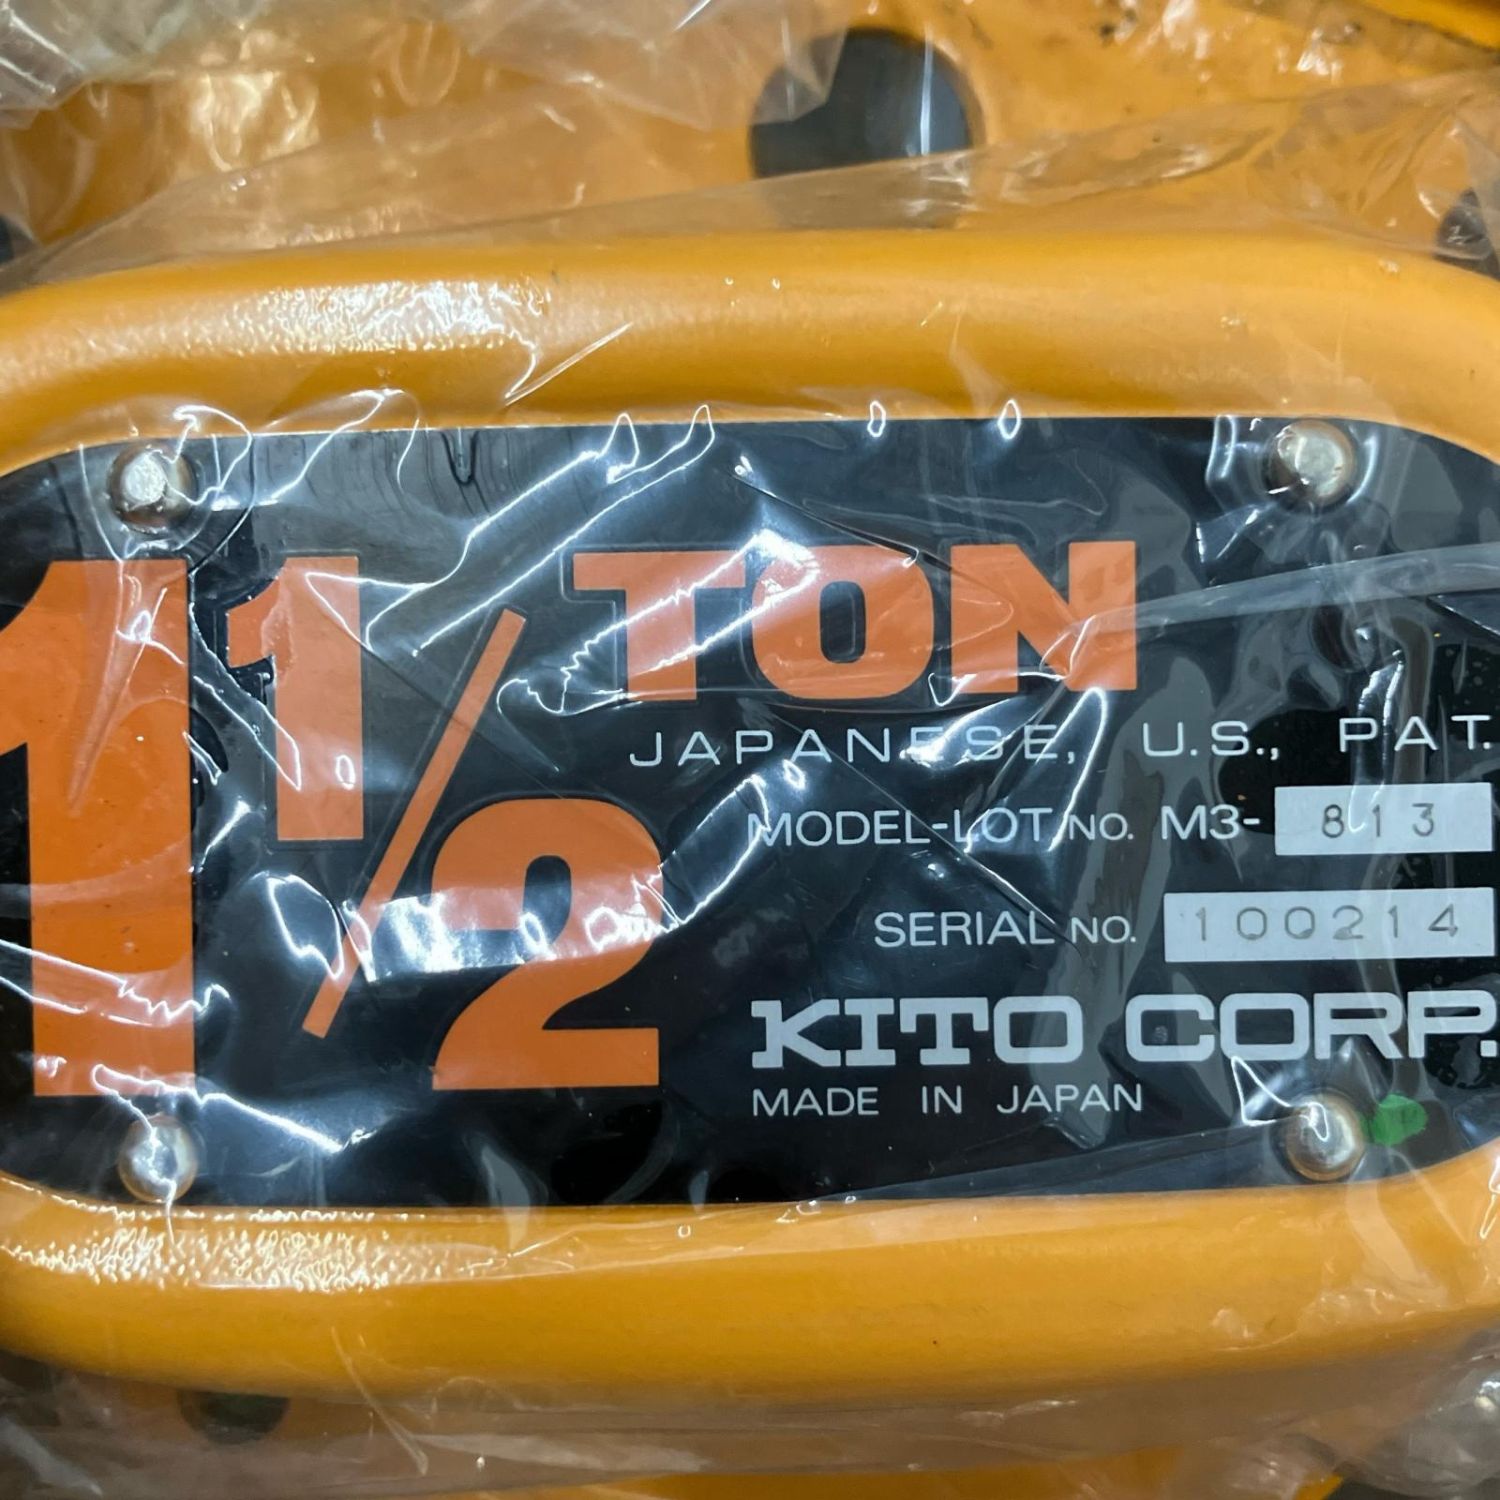 1 1/2 TON
JAPANESE, U.S., PAT.
MODEL-LOT NO. M3- 813
SERIAL NO. 100214
KITO CORP.
MADE IN JAPAN